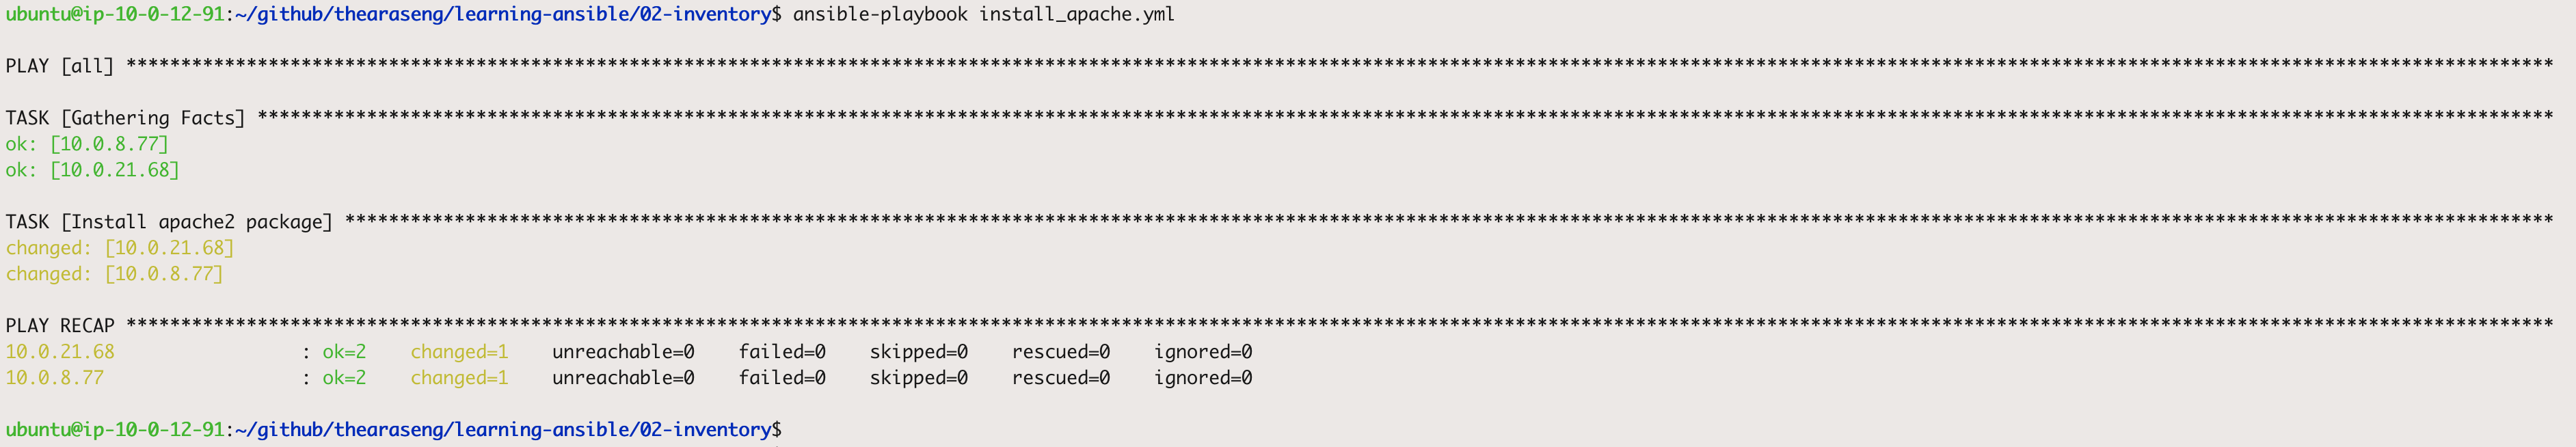 ubuntu@ip-10-0-12-91:~/github/thearaseng/learning-ansible/02-inventory$ ansible-playbook install_apache.yml
PLAY [all] ****************************************************************************************************************************************************************************************************************************
TASK [Gathering Facts] ****************************************************************************************************************************************************************************************************************
ok: [10.0.8.77]
ok: [10.0.21.68]
TASK [Install apache2 package] ********************************************************************************************************************************************************************************************************
changed: [10.0.21.68]
changed: [10.0.8.77]
PLAY RECAP ****************************************************************************************************************************************************************************************************************************
10.0.21.68                 : ok=2    changed=1    unreachable=0    failed=0    skipped=0    rescued=0    ignored=0
10.0.8.77                  : ok=2    changed=1    unreachable=0    failed=0    skipped=0    rescued=0    ignored=0
ubuntu@ip-10-0-12-91:~/github/thearaseng/learning-ansible/02-inventory$